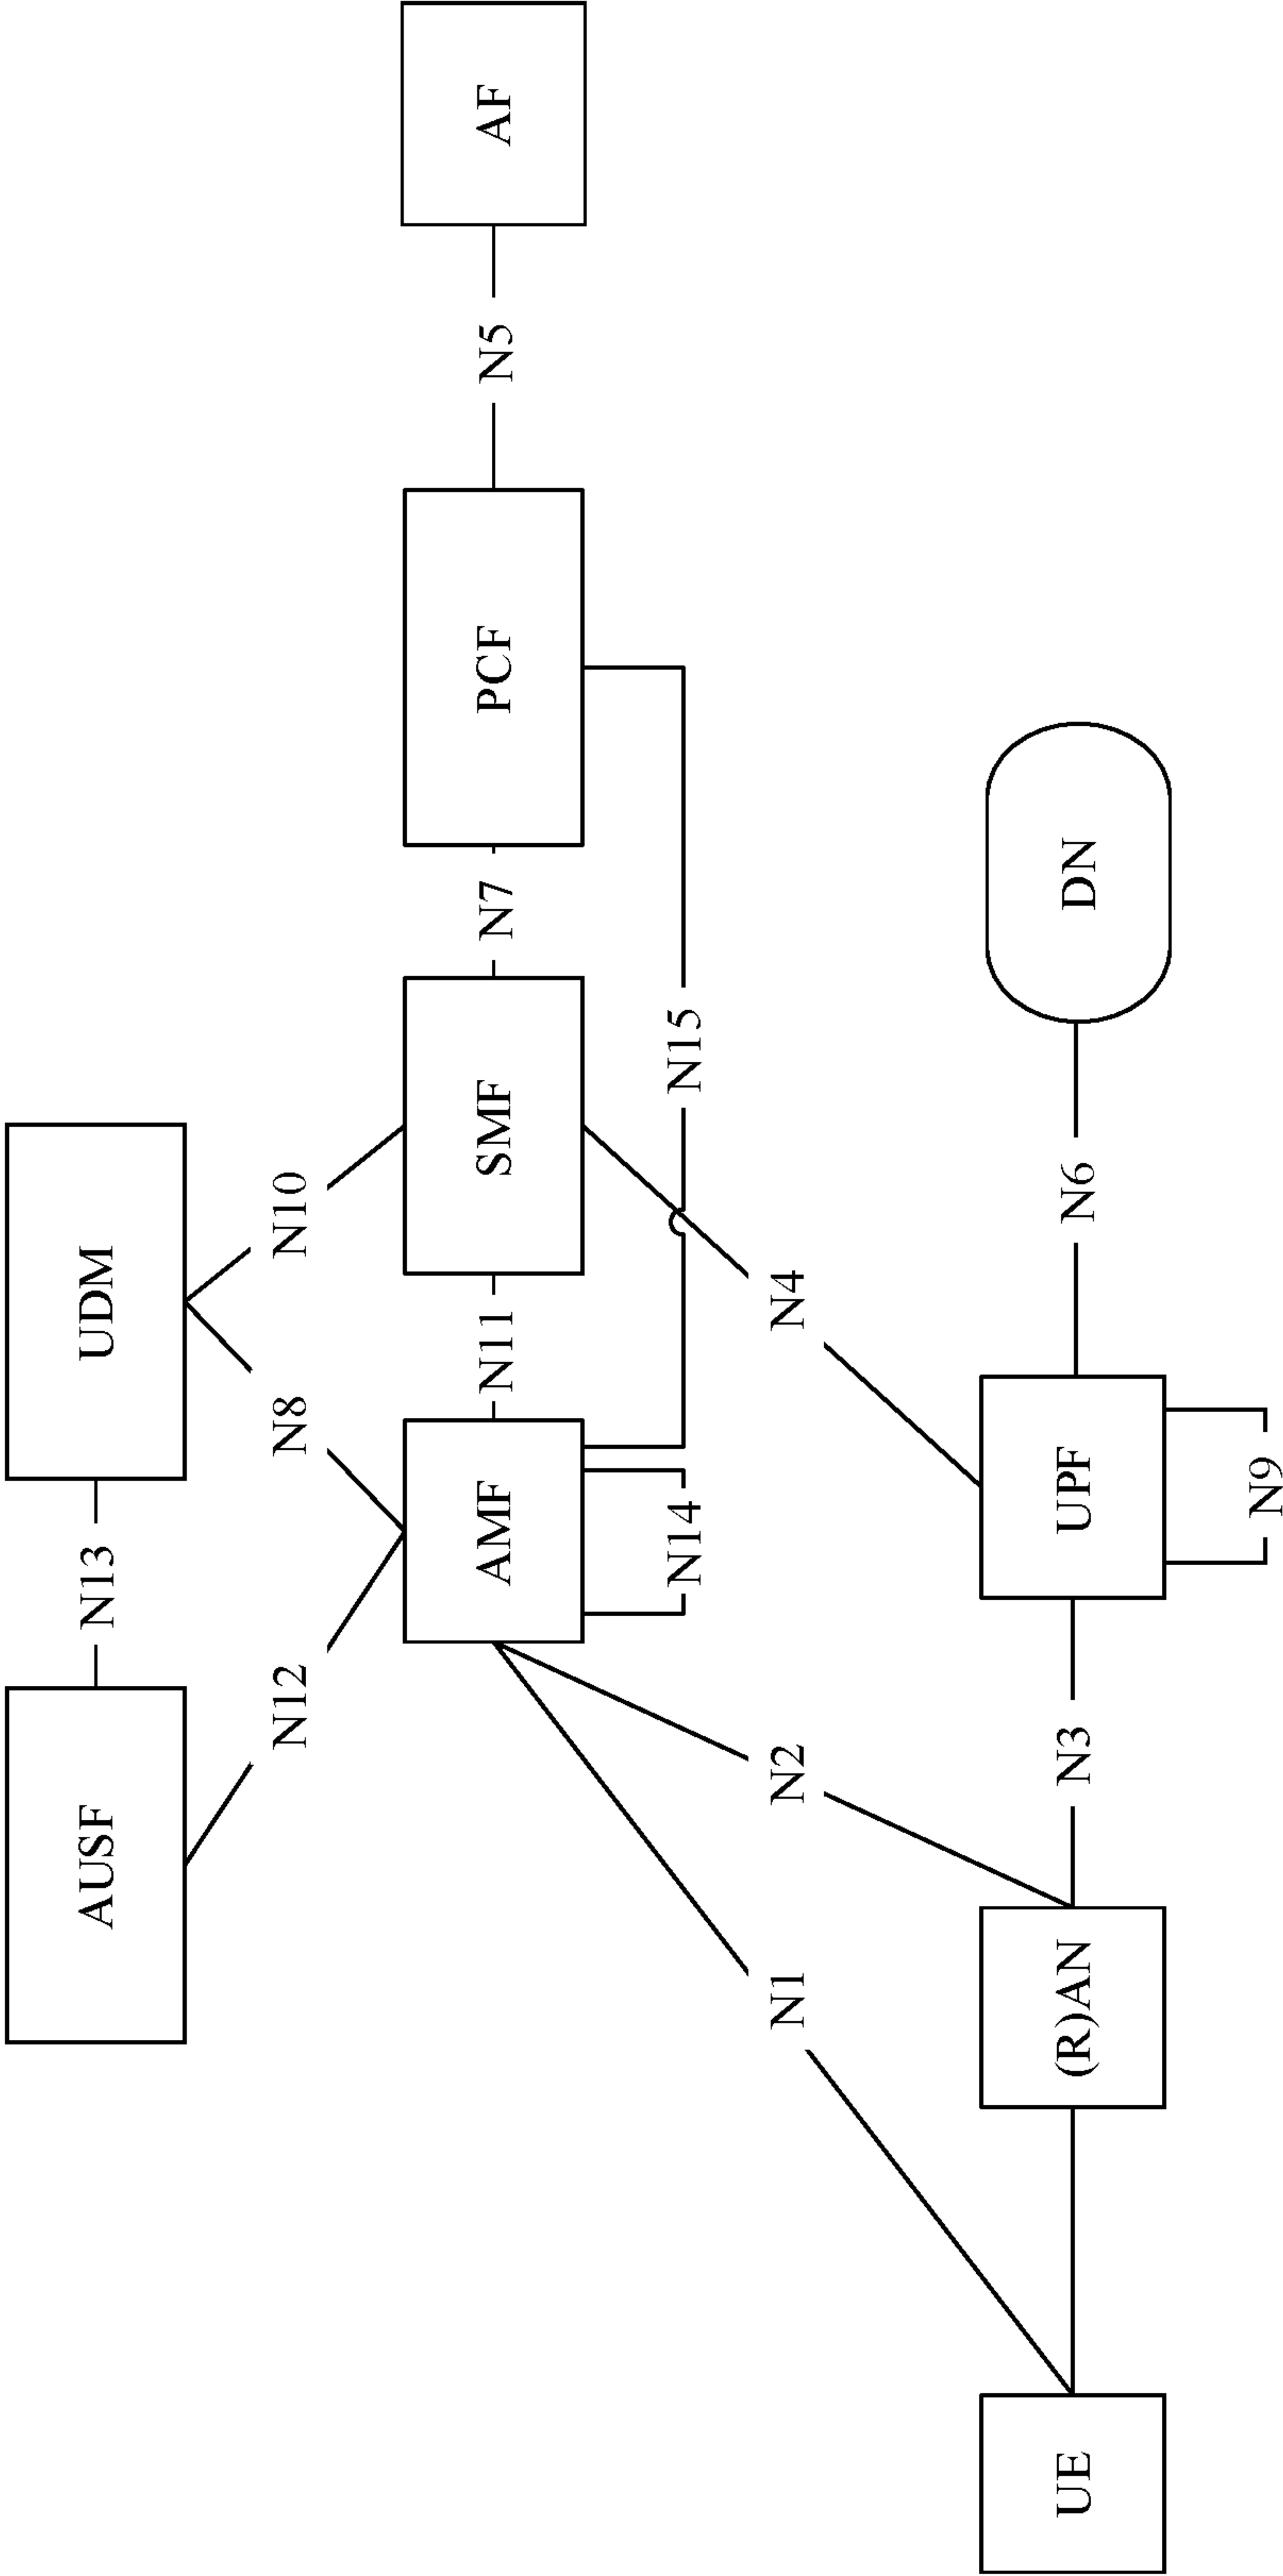 AUSF
N13
UDM
N12
N8
N10
AMF
N11
SMF
N7
PCF
N5
AF
N14
N15
N1
N2
N4
UE
(R)AN
N3
UPF
N6
DN
N9